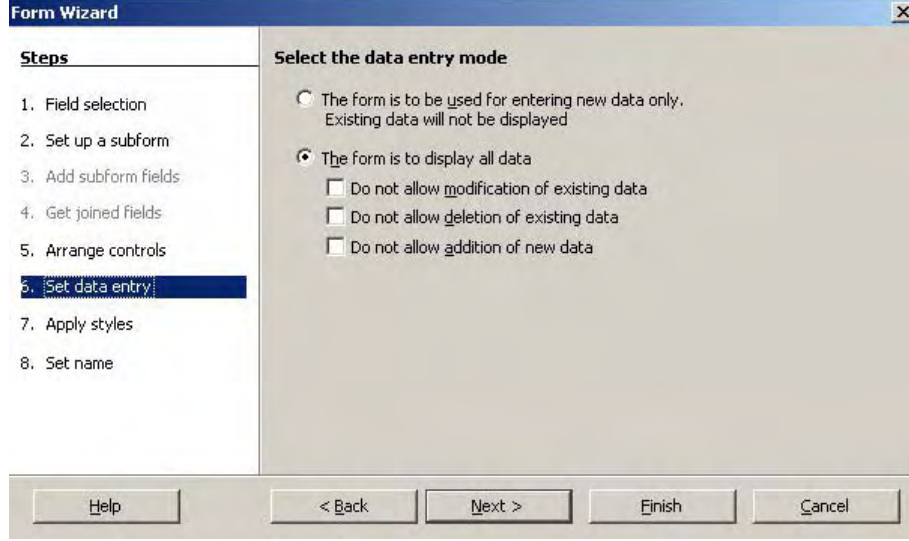 Form Wizard
Steps
1. Field selection
2. Set up a subform
3. Add subform fields
4. Get joined fields
5. Arrange controls
6. Set data entry
7. Apply styles
8. Set name
Select the data entry mode
The form is to be used for entering new data only.
Existing data will not be displayed
The form is to display all data
Do not allow modification of existing data
Do not allow deletion of existing data
Do not allow addition of new data
Help
< Back
Next >
Finish
Cancel